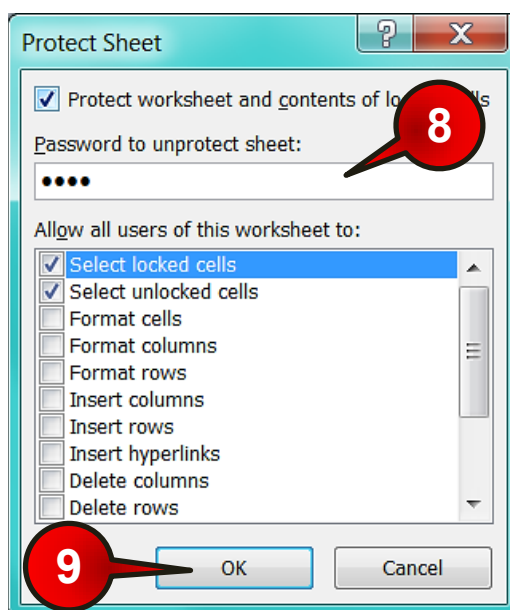 Protect Sheet
Protect worksheet and contents of lls
8
Password to unprotect sheet:
••••
Allow all users of this worksheet to:
Select locked cells
Select unlocked cells
Format cells
Format columns
Format rows
Insert columns
Insert rows
Insert hyperlinks
Delete columns
Delete rows
9
OK
Cancel